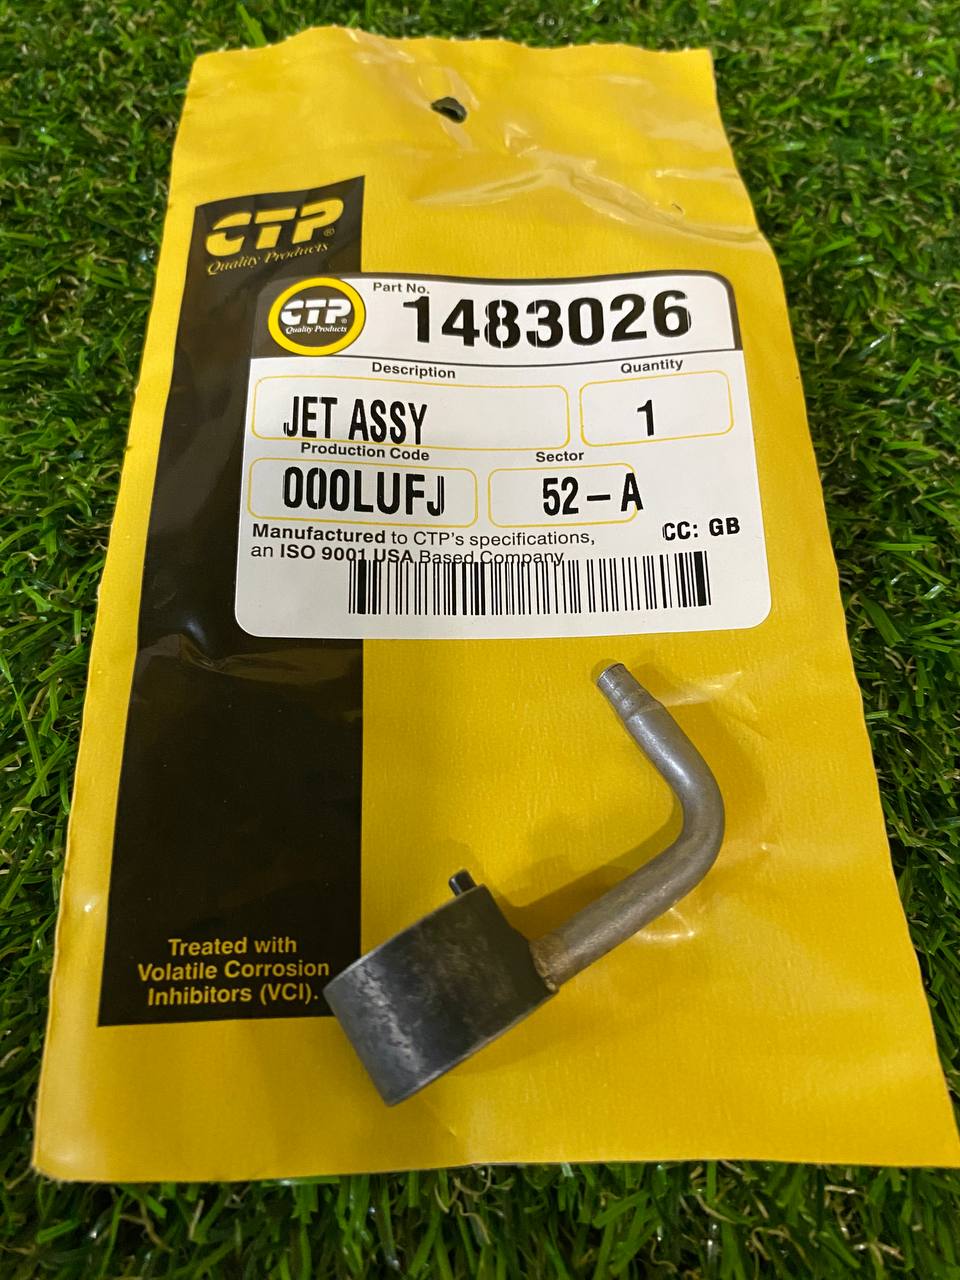 CTP®
Quality Products
CTP®
Quality Products
Part No.
1483026
Description
Quantity
JET ASSY
1
Production Code
Sector
000LUFJ
52-A
Manufactured to CTP's specifications,
an ISO 9001 USA Based Company
CC: GB
Treated with
Volatile Corrosion
Inhibitors (VCI).